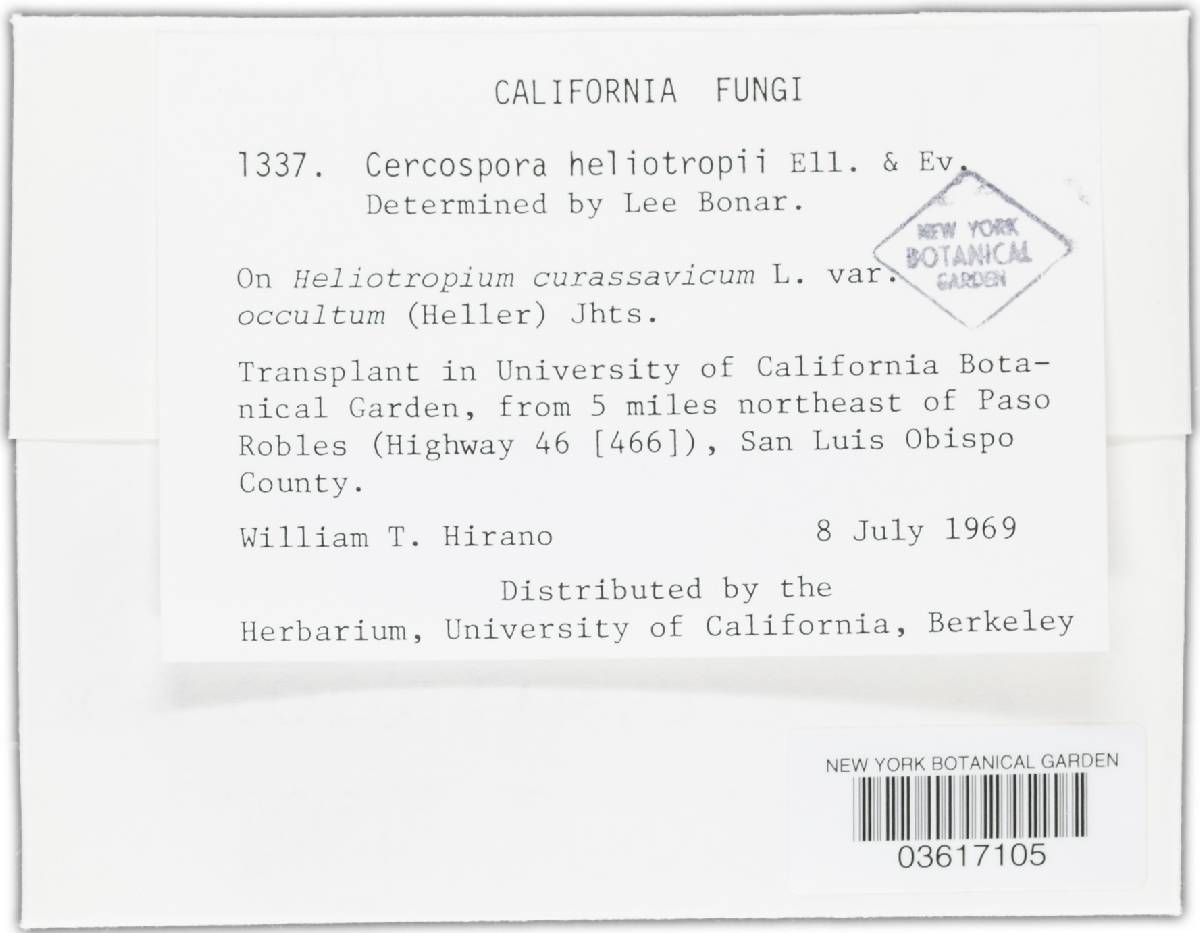 CALIFORNIA FUNGI
1337. Cercospora heliotropii Ell. & Ev.
Determined by Lee Bonar.
NEW YORK
BOTANICAL
GARDEN
On Heliotropium curassavicum L. var.
occultum (Heller) Jhts.
Transplant in University of California Bota-
nical Garden, from 5 miles northeast of Paso
Robles (Highway 46 [466]), San Luis Obispo
County.
William T. Hirano 8 July 1969
Distributed by the
Herbarium, University of California, Berkeley
NEW YORK BOTANICAL GARDEN
03617105